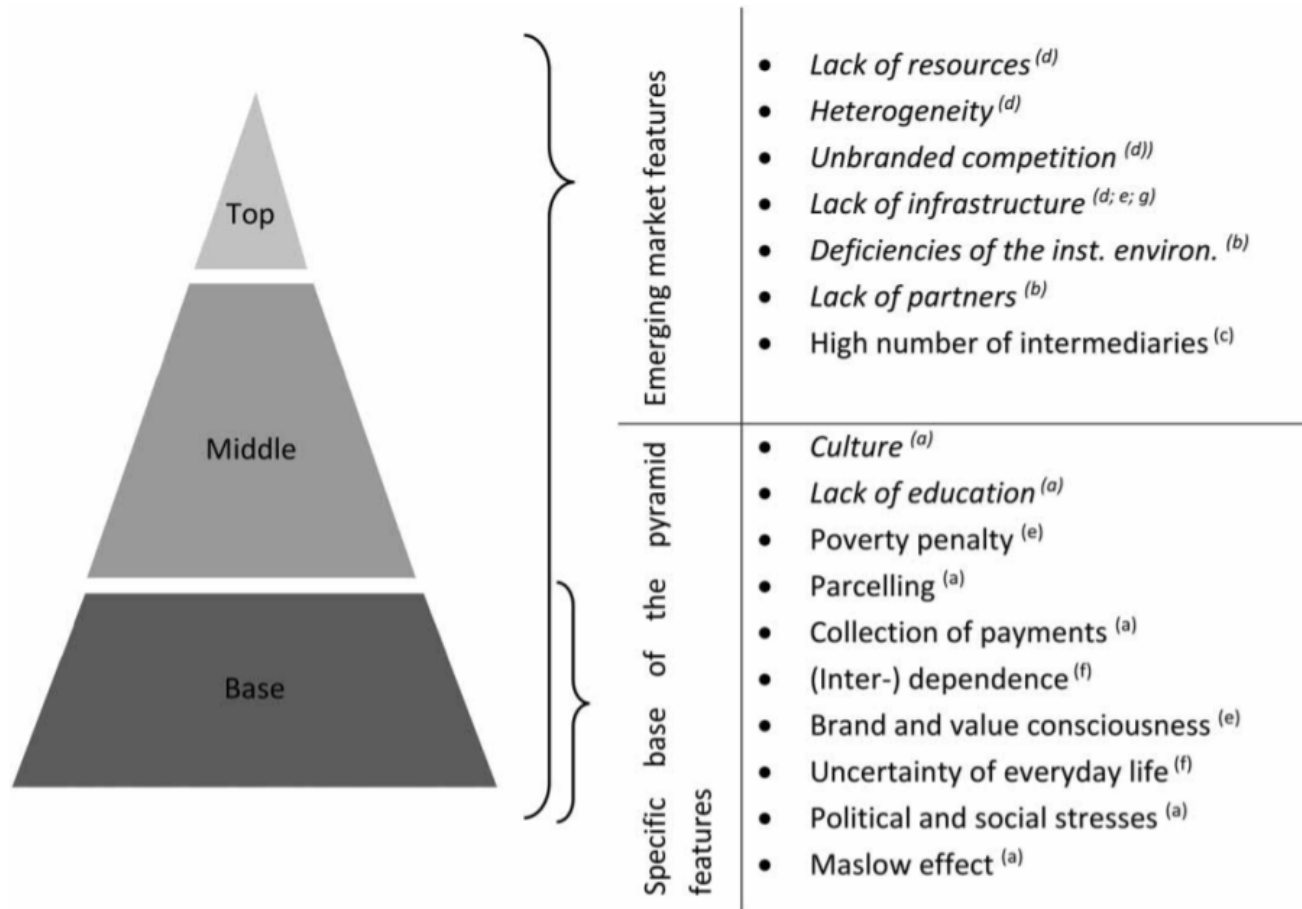 Top
Middle
Base
Emerging market features
• Lack of resources (d)
• Heterogeneity (d)
• Unbranded competition (d))
• Lack of infrastructure (d; e; g)
• Deficiencies of the inst. environ. (b)
• Lack of partners (b)
• High number of intermediaries (c)
Specific base of the pyramid
features
• Culture (a)
• Lack of education (a)
• Poverty penalty (e)
• Parcelling (a)
• Collection of payments (a)
• (Inter-) dependence (f)
• Brand and value consciousness (e)
• Uncertainty of everyday life (f)
• Political and social stresses (a)
• Maslow effect (a)